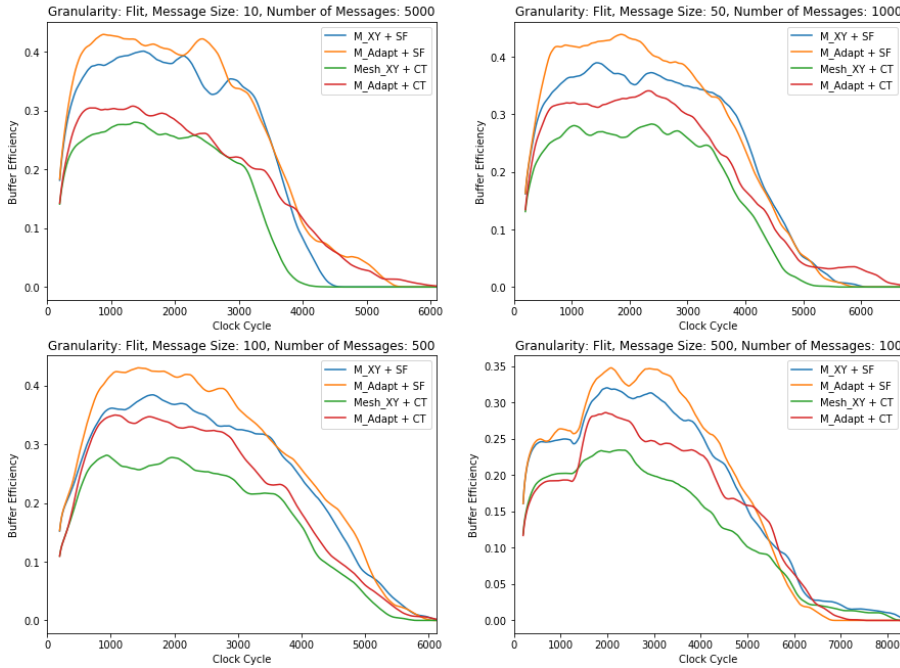 Granularity: Flit, Message Size: 10, Number of Messages: 5000
M_XY + SF
M_Adapt + SF
Mesh_XY + CT
M_Adapt + CT
Buffer Efficiency
0.4
0.3
0.2
0.1
0.0
0 1000 2000 3000 4000 5000 6000
Clock Cycle
Granularity: Flit, Message Size: 50, Number of Messages: 1000
M_XY + SF
M_Adapt + SF
Mesh_XY + CT
M_Adapt + CT
Buffer Efficiency
0.4
0.3
0.2
0.1
0.0
0 1000 2000 3000 4000 5000 6000
Clock Cycle
Granularity: Flit, Message Size: 100, Number of Messages: 500
M_XY + SF
M_Adapt + SF
Mesh_XY + CT
M_Adapt + CT
Buffer Efficiency
0.4
0.3
0.2
0.1
0.0
0 1000 2000 3000 4000 5000 6000
Clock Cycle
Granularity: Flit, Message Size: 500, Number of Messages: 100
M_XY + SF
M_Adapt + SF
Mesh_XY + CT
M_Adapt + CT
Buffer Efficiency
0.35
0.30
0.25
0.20
0.15
0.10
0.05
0.00
0 1000 2000 3000 4000 5000 6000 7000 8000
Clock Cycle